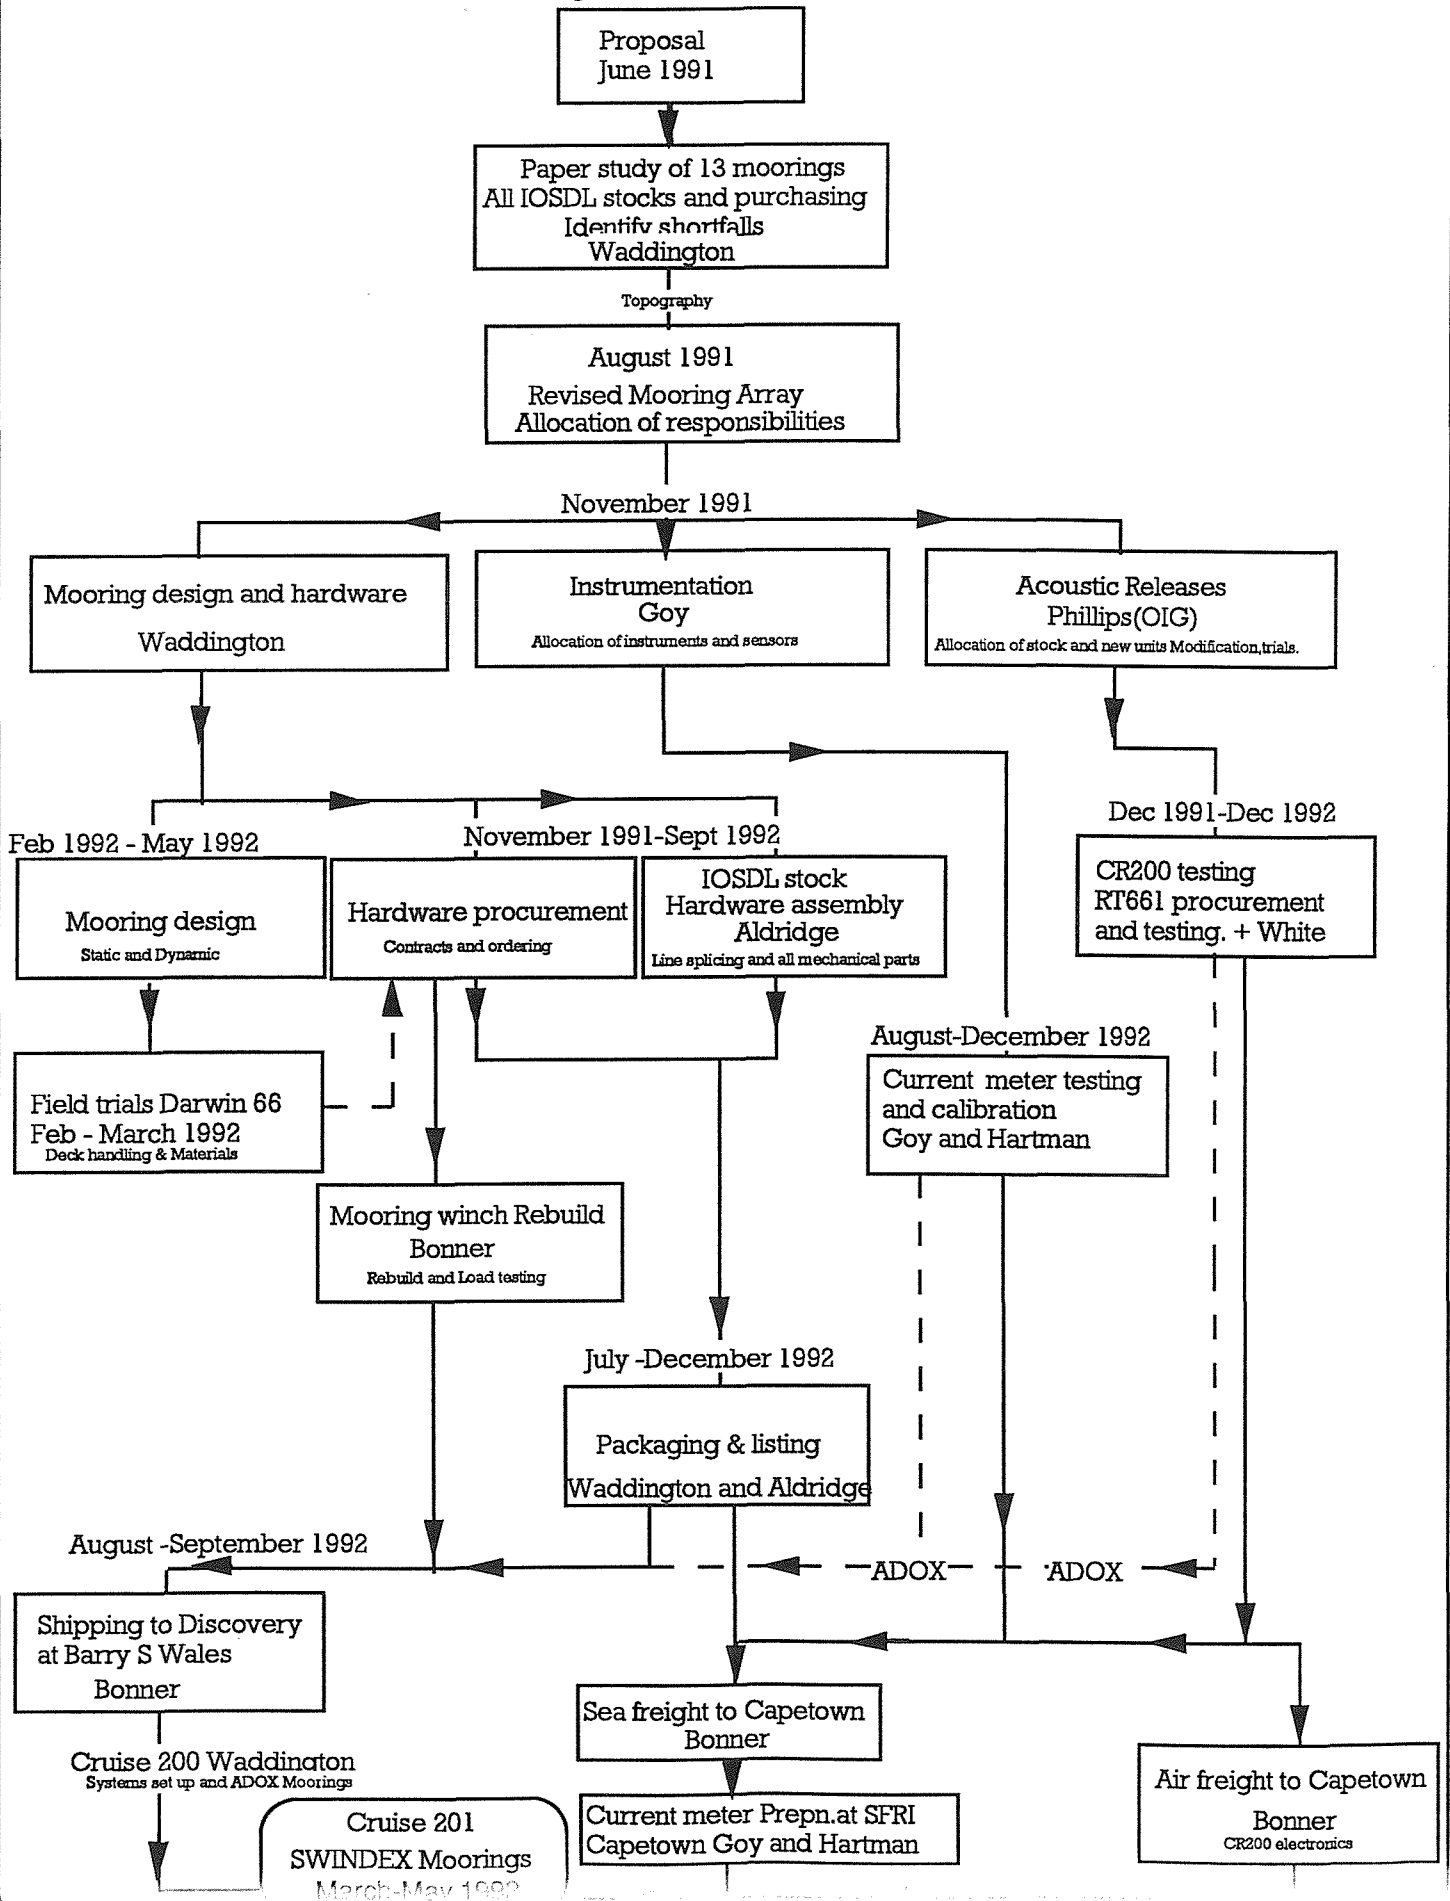 Proposal
June 1991
Paper study of 13 moorings
All IOSDL stocks and purchasing
Identify shortfalls
Waddington
Topography
August 1991
Revised Mooring Array
Allocation of responsibilities
November 1991
Mooring design and hardware
Waddington
Instrumentation
Goy
Allocation of instruments and sensors
Acoustic Releases
Phillips(OIG)
Allocation of stock and new units Modification,trials.
Feb 1992 - May 1992
November 1991-Sept 1992
Dec 1991-Dec 1992
Mooring design
Static and Dynamic
Hardware procurement
Contracts and ordering
IOSDL stock
Hardware assembly
Aldridge
Line splicing and all mechanical parts
CR200 testing
RT661 procurement
and testing. + White
August-December 1992
Current meter testing
and calibration
Goy and Hartman
Field trials Darwin 66
Feb - March 1992
Deck handling & Materials
Mooring winch Rebuild
Bonner
Rebuild and Load testing
July -December 1992
Packaging & listing
Waddington and Aldridge
August -September 1992
ADOX
ADOX
Shipping to Discovery
at Barry S Wales
Bonner
Sea freight to Capetown
Bonner
Cruise 200 Waddington
Systems set up and ADOX Moorings
Air freight to Capetown
Bonner
CR200 electronics
Cruise 201
SWINDEX Moorings
March-May 1992
Current meter Prepn.at SFRI
Capetown Goy and Hartman